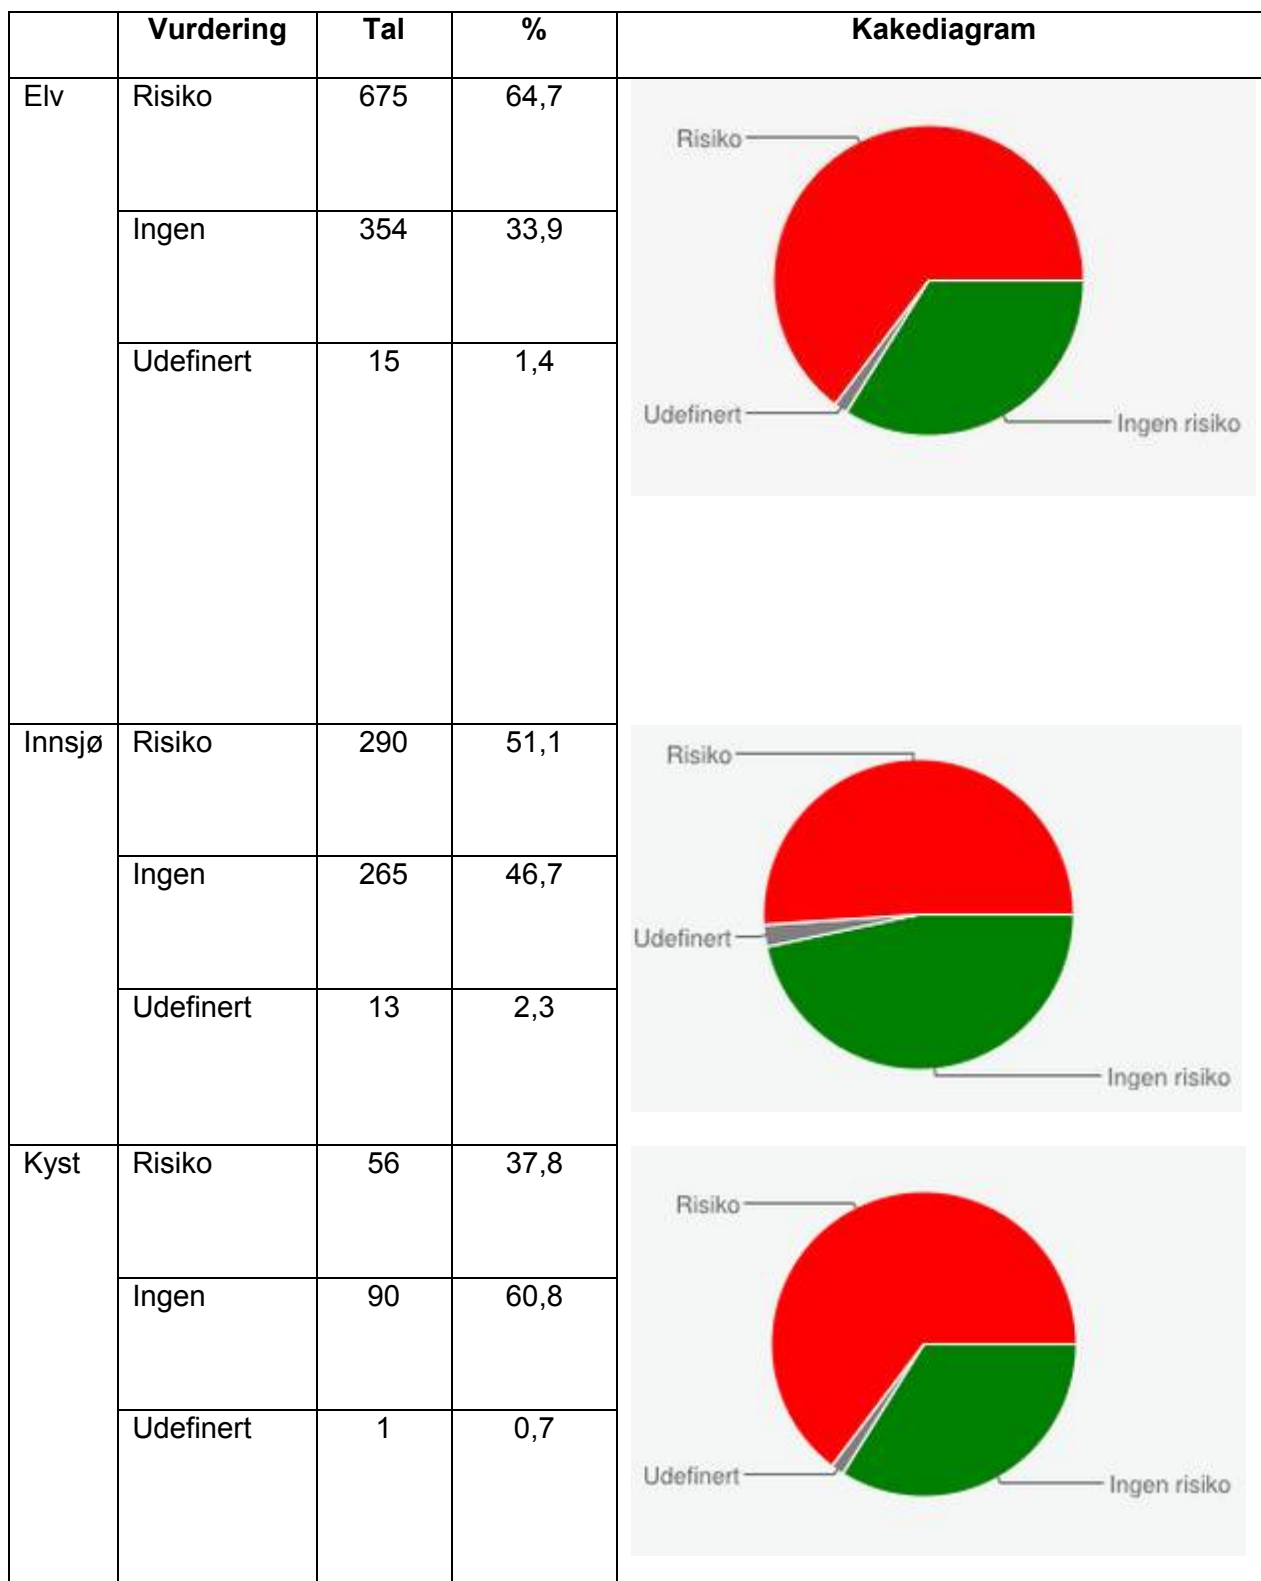 Vurdering Tal % Kakediagram
Elv Risiko 675 64,7
Risiko
Ingen 354 33,9
Udefinert 15 1,4
Udefinert
Ingen risiko
Innsjø Risiko 290 51,1
Risiko
Ingen 265 46,7
Udefinert
Udefinert 13 2,3
Ingen risiko
Kyst Risiko 56 37,8
Risiko
Ingen 90 60,8
Udefinert 1 0,7
Udefinert
Ingen risiko